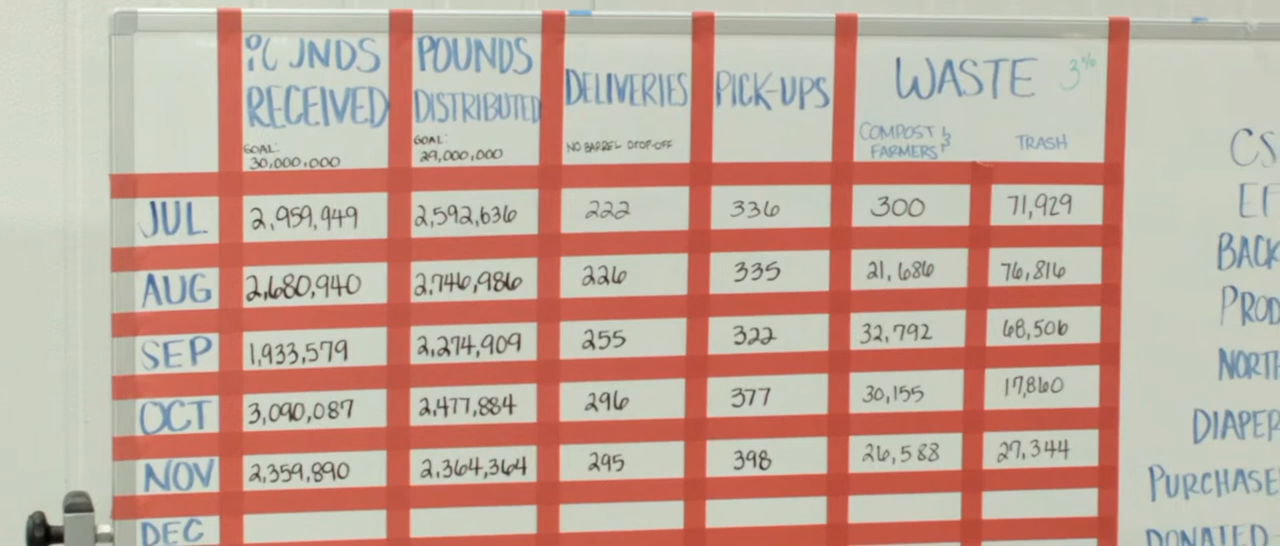 POUNDS RECEIVED
GOAL: 30,000,000
POUNDS DISTRIBUTED
GOAL: 29,000,000
DELIVERIES
NO BARREL DROP-OFF
PICK-UPS
WASTE 3%
COMPOST & FARMERS
TRASH
JUL 2,959,949 2,592,636 222 336 300 71,929
AUG 2,680,940 2,746,986 226 335 21,686 76,816
SEP 1,933,579 2,274,909 255 322 32,792 68,506
OCT 3,090,087 2,477,884 296 377 30,155 17,860
NOV 2,359,890 2,364,364 295 398 26,588 27,344
DEC
CS
EF
BACK
PROD
NORTH
DIAPER
PURCHASE
DONATED